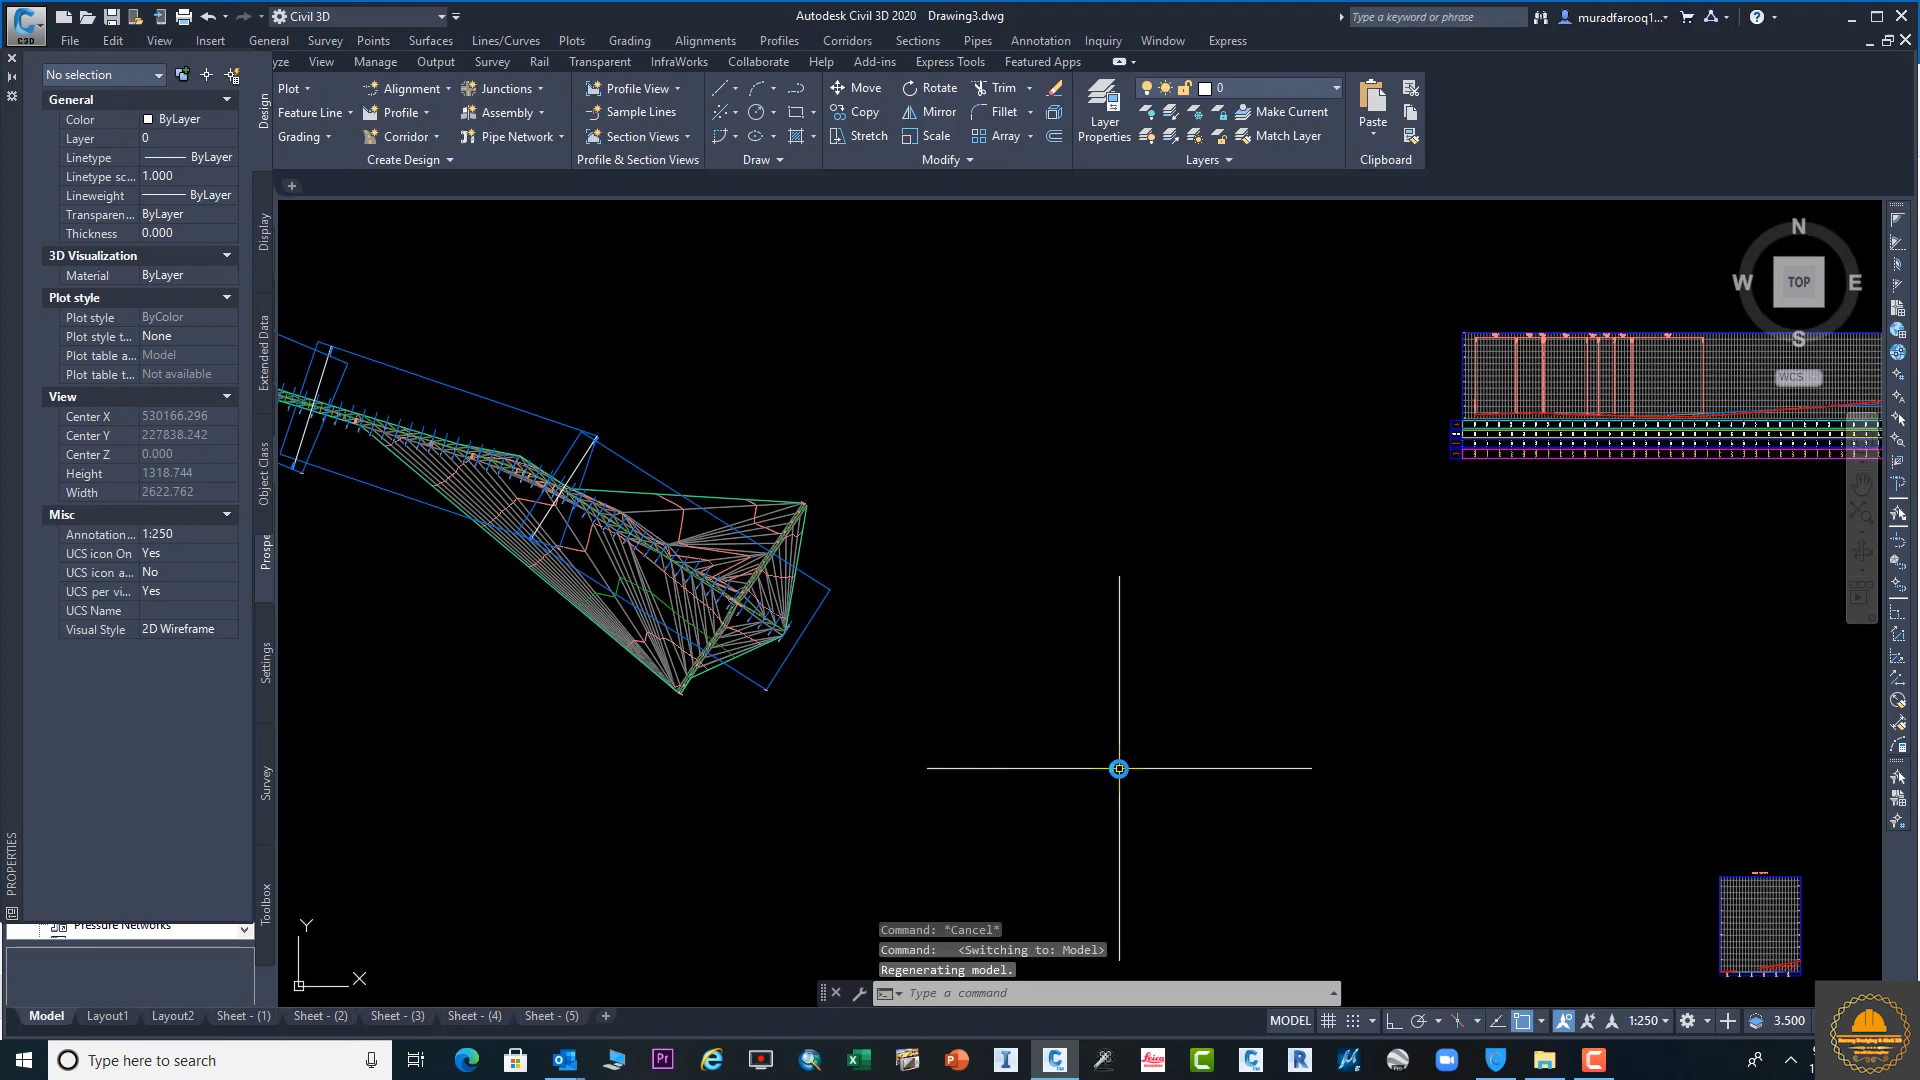 Civil 3D
Autodesk Civil 3D 2020 Drawing3.dwg
Type a keyword or phrase
muradfarooq1...
C3D
File Edit View Insert General Survey Points Surfaces Lines/Curves Plots Grading Alignments Profiles Corridors Sections Pipes Annotation Inquiry Window Express
yze View Manage Output Survey Rail Transparent InfraWorks Collaborate Help Add-ins Express Tools Featured Apps
No selection
General
Color ByLayer
Layer 0
Linetype ByLayer
Linetype sc... 1.000
Lineweight ByLayer
Transparen... ByLayer
Thickness 0.000
3D Visualization
Material ByLayer
Plot style
Plot style ByColor
Plot style t... None
Plot table a... Model
Plot table t... Not available
View
Center X 530166.296
Center Y 227838.242
Center Z 0.000
Height 1318.744
Width 2622.762
Misc
Annotation... 1:250
UCS icon On Yes
UCS icon a... No
UCS per vi... Yes
UCS Name
Visual Style 2D Wireframe
PROPERTIES
Pressure Networks
Design
Display
Extended Data
Object Class
Prospe
Settings
Survey
Toolbox
Plot Alignment Junctions Profile View Move Rotate Trim 0
Feature Line Profile Assembly Sample Lines Copy Mirror Fillet Make Current
Grading Corridor Pipe Network Section Views Stretch Scale Array Match Layer
Layer Properties
Paste
Create Design Profile & Section Views Draw Modify Layers Clipboard
N
W TOP E
S
WCS
Y
X
Command: *Cancel*
Command: <Switching to: Model>
Regenerating model.
Type a command
Model Layout1 Layout2 Sheet - (1) Sheet - (2) Sheet - (3) Sheet - (4) Sheet - (5)
MODEL 1:250 3.500
Type here to search